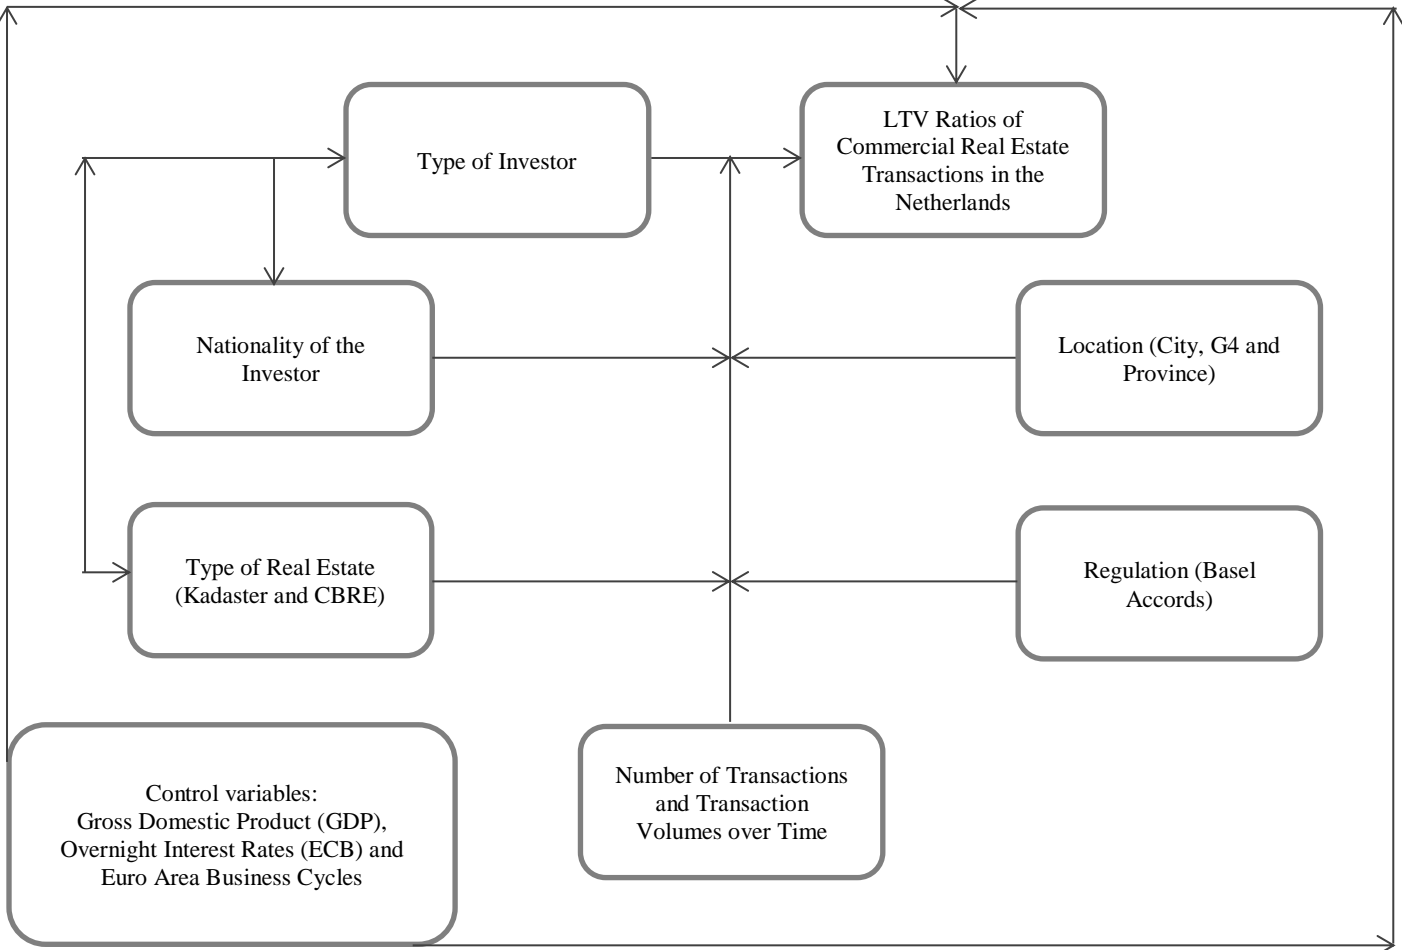 Type of Investor
LTV Ratios of
Commercial Real Estate
Transactions in the
Netherlands
Nationality of the
Investor
Location (City, G4 and
Province)
Type of Real Estate
(Kadaster and CBRE)
Regulation (Basel
Accords)
Control variables:
Gross Domestic Product (GDP),
Overnight Interest Rates (ECB) and
Euro Area Business Cycles
Number of Transactions
and Transaction
Volumes over Time